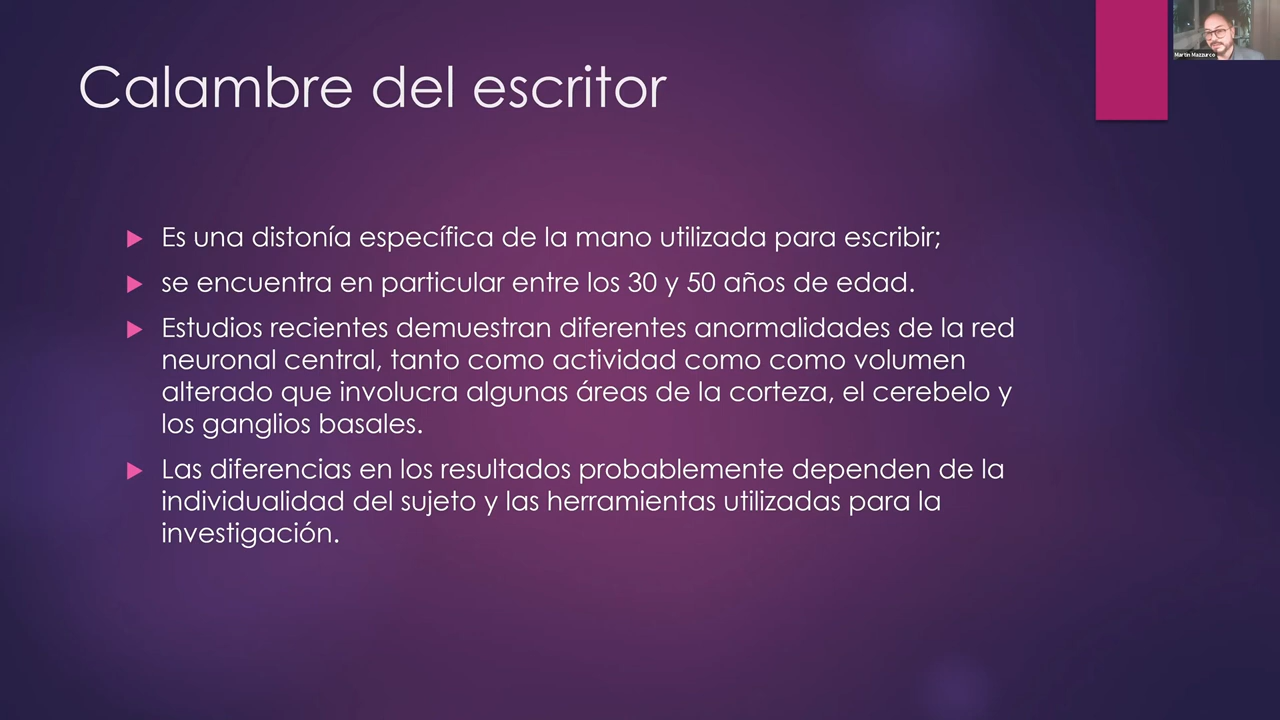 Calambre del escritor
Martin Mazzurco
Es una distonía específica de la mano utilizada para escribir;
se encuentra en particular entre los 30 y 50 años de edad.
Estudios recientes demuestran diferentes anormalidades de la red
neuronal central, tanto como actividad como como volumen
alterado que involucra algunas áreas de la corteza, el cerebelo y
los ganglios basales.
Las diferencias en los resultados probablemente dependen de la
individualidad del sujeto y las herramientas utilizadas para la
investigación.